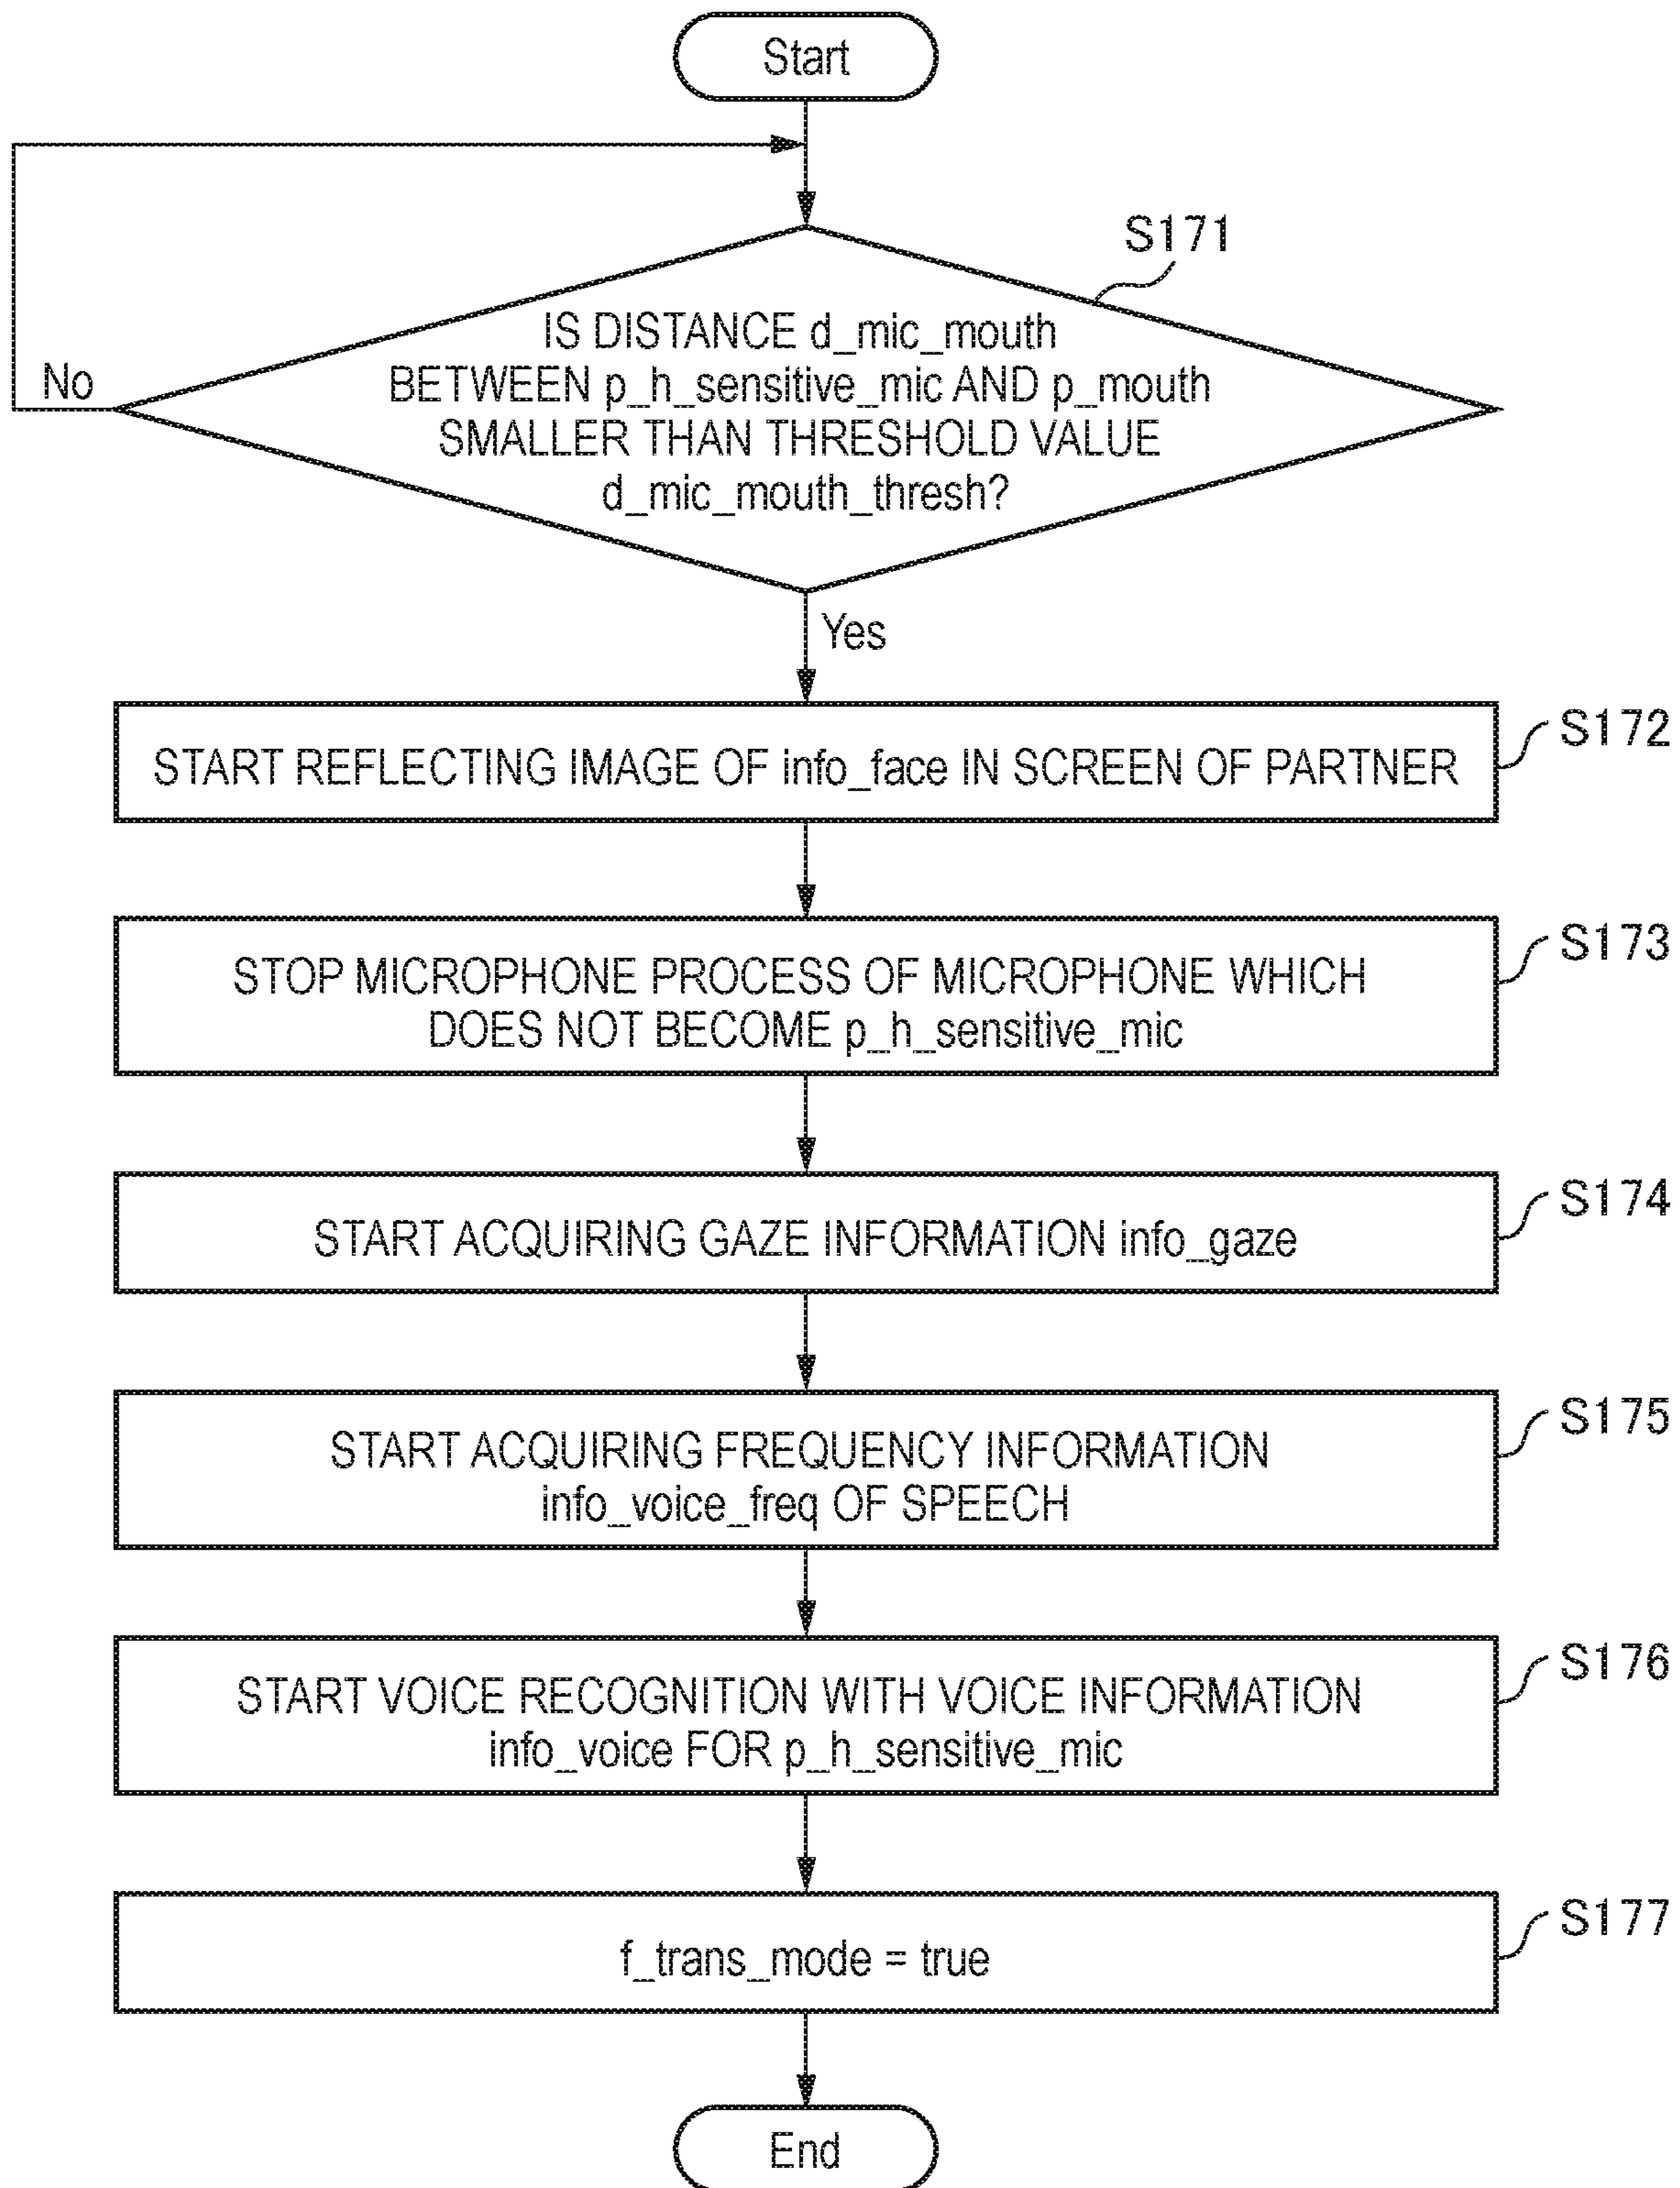 Start
S171
IS DISTANCE d_mic_mouth
BETWEEN p_h_sensitive_mic AND p_mouth
SMALLER THAN THRESHOLD VALUE
d_mic_mouth_thresh?
No
Yes
S172
START REFLECTING IMAGE OF info_face IN SCREEN OF PARTNER
S173
STOP MICROPHONE PROCESS OF MICROPHONE WHICH
DOES NOT BECOME p_h_sensitive_mic
S174
START ACQUIRING GAZE INFORMATION info_gaze
S175
START ACQUIRING FREQUENCY INFORMATION
info_voice_freq OF SPEECH
S176
START VOICE RECOGNITION WITH VOICE INFORMATION
info_voice FOR p_h_sensitive_mic
S177
f_trans_mode = true
End